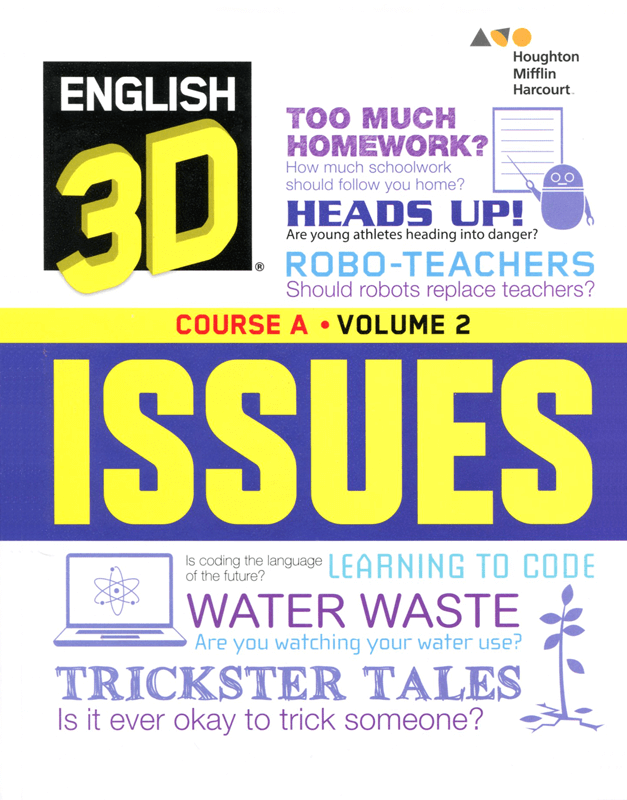 Houghton
Mifflin
Harcourt™
ENGLISH
3D®
TOO MUCH
HOMEWORK?
How much schoolwork
should follow you home?
HEADS UP!
Are young athletes heading into danger?
ROBO-TEACHERS
Should robots replace teachers?
COURSE A • VOLUME 2
ISSUES
Is coding the language
of the future?
LEARNING TO CODE
WATER WASTE
Are you watching your water use?
TRICKSTER TALES
Is it ever okay to trick someone?